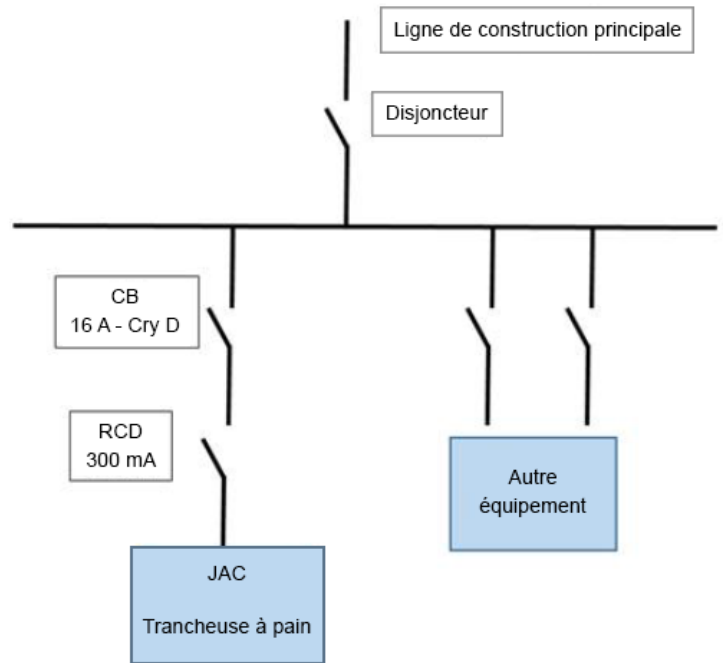 Ligne de construction principale
Disjoncteur
CB
16 A - Cry D
RCD
300 mA
Autre
équipement
JAC
Trancheuse à pain